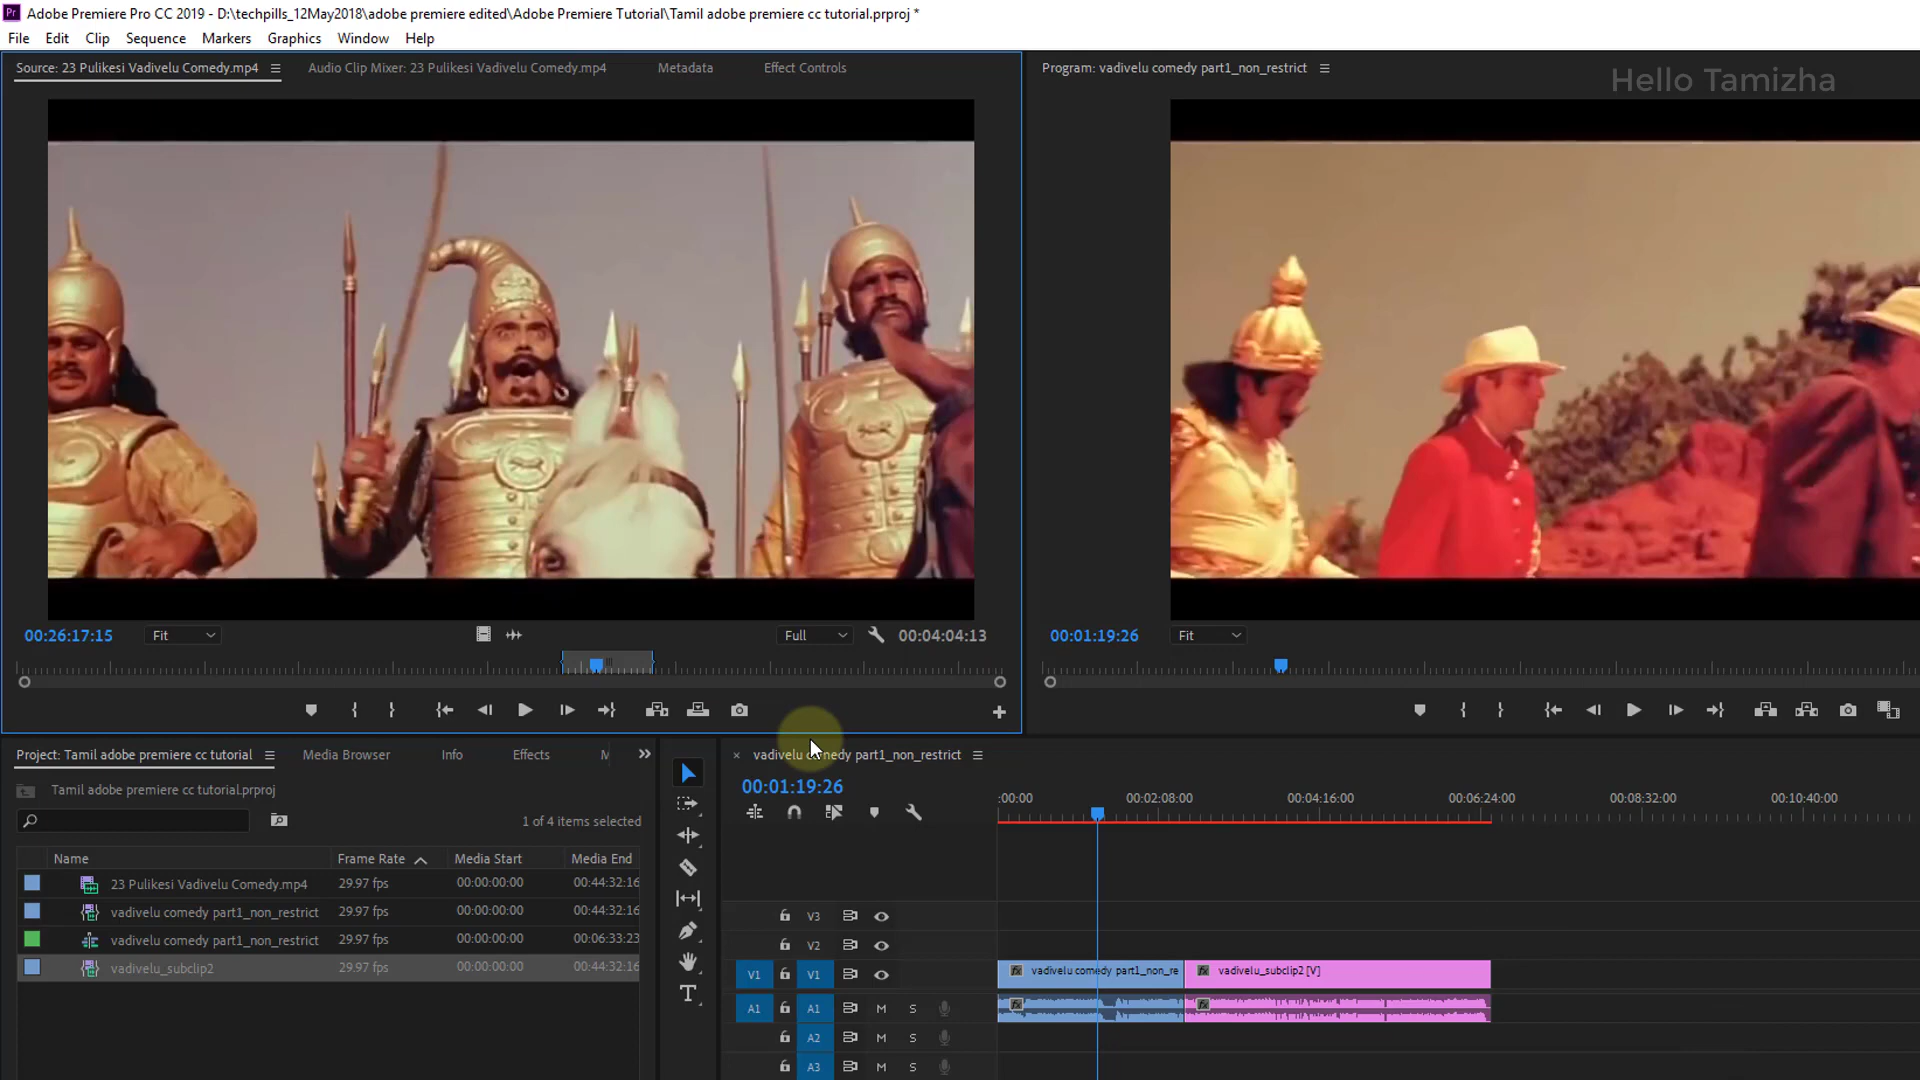 Pr Adobe Premiere Pro CC 2019 - D:\techpills_12May2018\adobe premiere edited\Adobe Premiere Tutorial\Tamil adobe premiere cc tutorial.prproj *
File Edit Clip Sequence Markers Graphics Window Help
Source: 23 Pulikesi Vadivelu Comedy.mp4 Audio Clip Mixer: 23 Pulikesi Vadivelu Comedy.mp4 Metadata Effect Controls
Program: vadivelu comedy part1_non_restrict
Hello Tamizha
00:26:17:15 Fit Full 00:04:04:13
00:01:19:26 Fit
Project: Tamil adobe premiere cc tutorial Media Browser Info Effects M
Tamil adobe premiere cc tutorial.prproj
1 of 4 items selected
Name Frame Rate Media Start Media End
23 Pulikesi Vadivelu Comedy.mp4 29.97 fps 00:00:00:00 00:44:32:16
vadivelu comedy part1_non_restrict 29.97 fps 00:00:00:00 00:44:32:16
vadivelu comedy part1_non_restrict 29.97 fps 00:00:00:00 00:06:33:23
vadivelu_subclip2 29.97 fps 00:00:00:00 00:44:32:16
× vadivelu comedy part1_non_restrict
00:01:19:26
:00:00 00:02:08:00 00:04:16:00 00:06:24:00 00:08:32:00 00:10:40:00
V3
V2
V1 V1 fx vadivelu comedy part1_non_re fx vadivelu_subclip2 [V]
A1 A1 M S fx fx
A2 M S
A3 M S
T